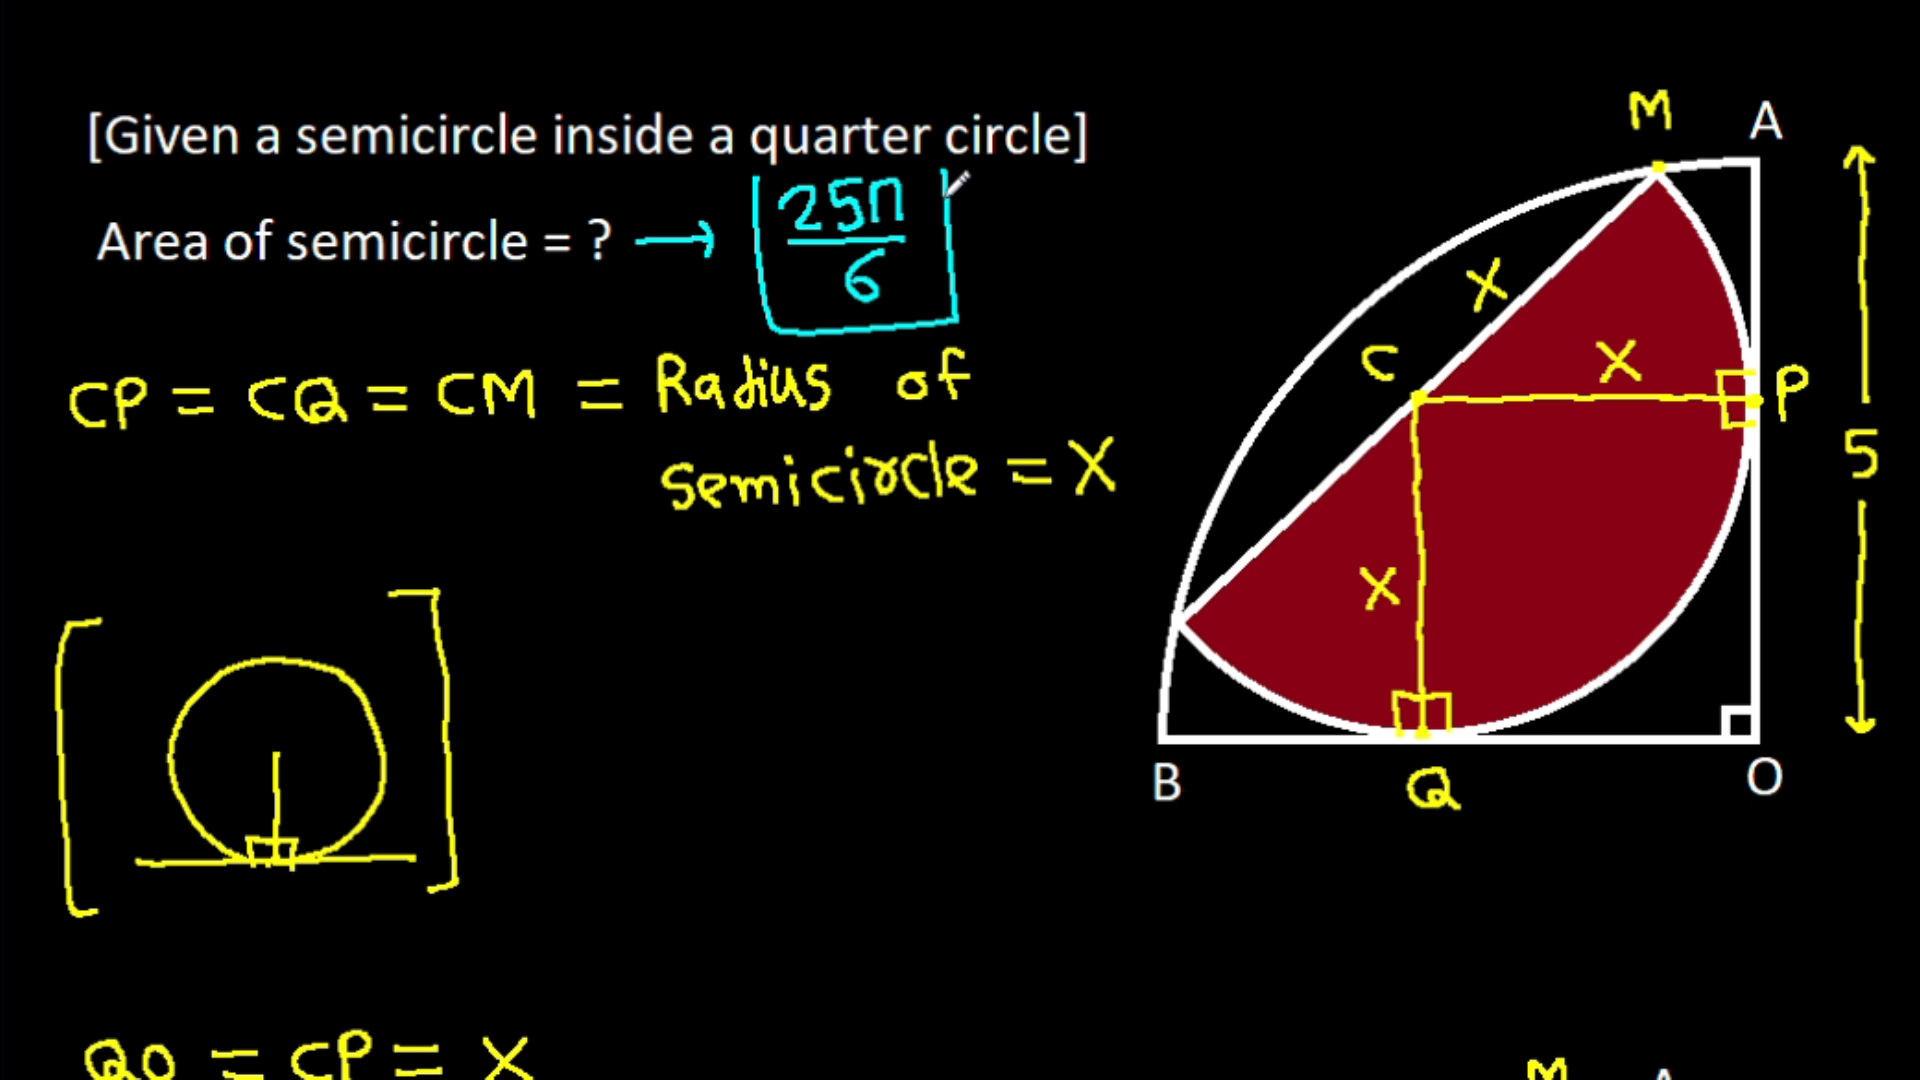 [Given a semicircle inside a quarter circle]
Area of semicircle = ? → 25π/6
CP = CQ = CM = Radius of
semicircle = X
QO = CP = X
M
A
X
C
X
P
5
X
B
Q
O
M
A